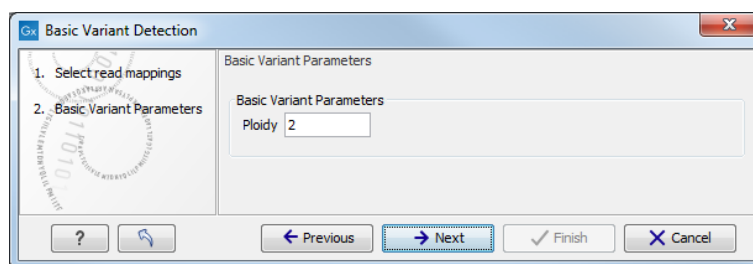 Gx Basic Variant Detection
X
1. Select read mappings
2. Basic Variant Parameters
Basic Variant Parameters
Basic Variant Parameters
Ploidy 2
? Previous Next Finish Cancel